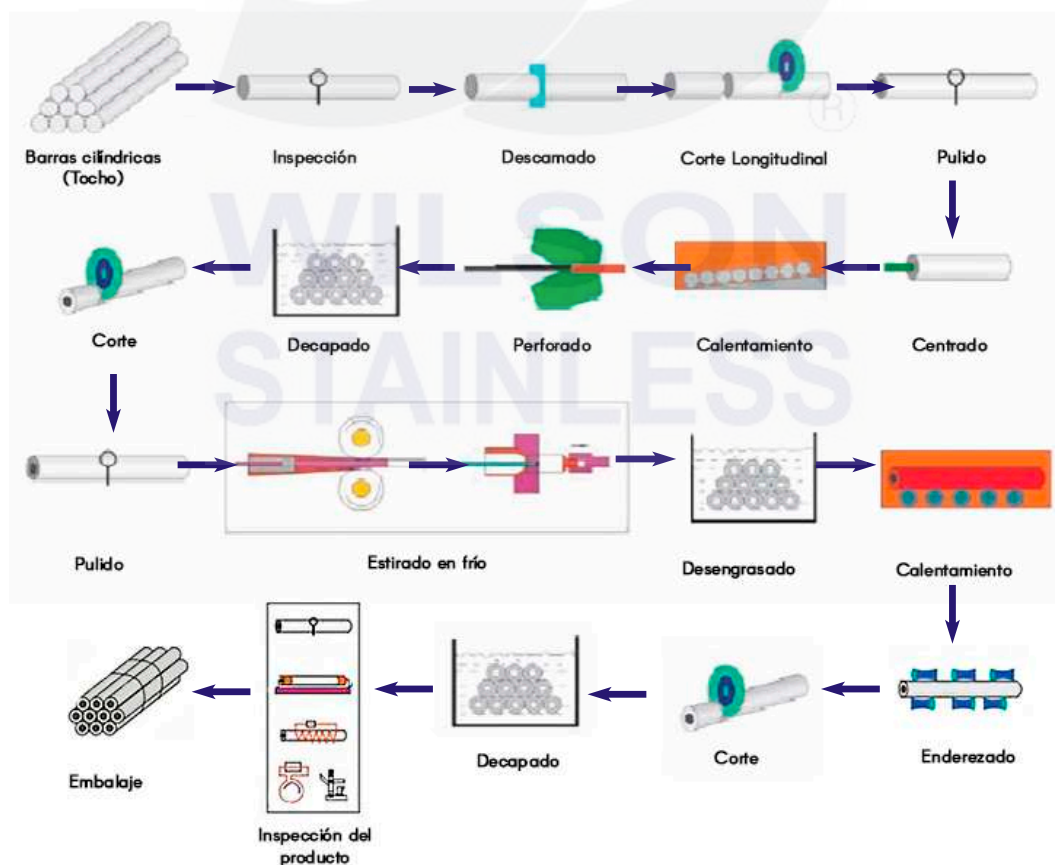 Barras cilíndricas
(Tocho)
Inspección
Descamado
Corte Longitudinal
Pulido
®
WILSON
STAINLESS
Corte
Decapado
Perforado
Calentamiento
Centrado
Pulido
Estirado en frío
Desengrasado
Calentamiento
Embalaje
Inspección del
producto
Decapado
Corte
Enderezado